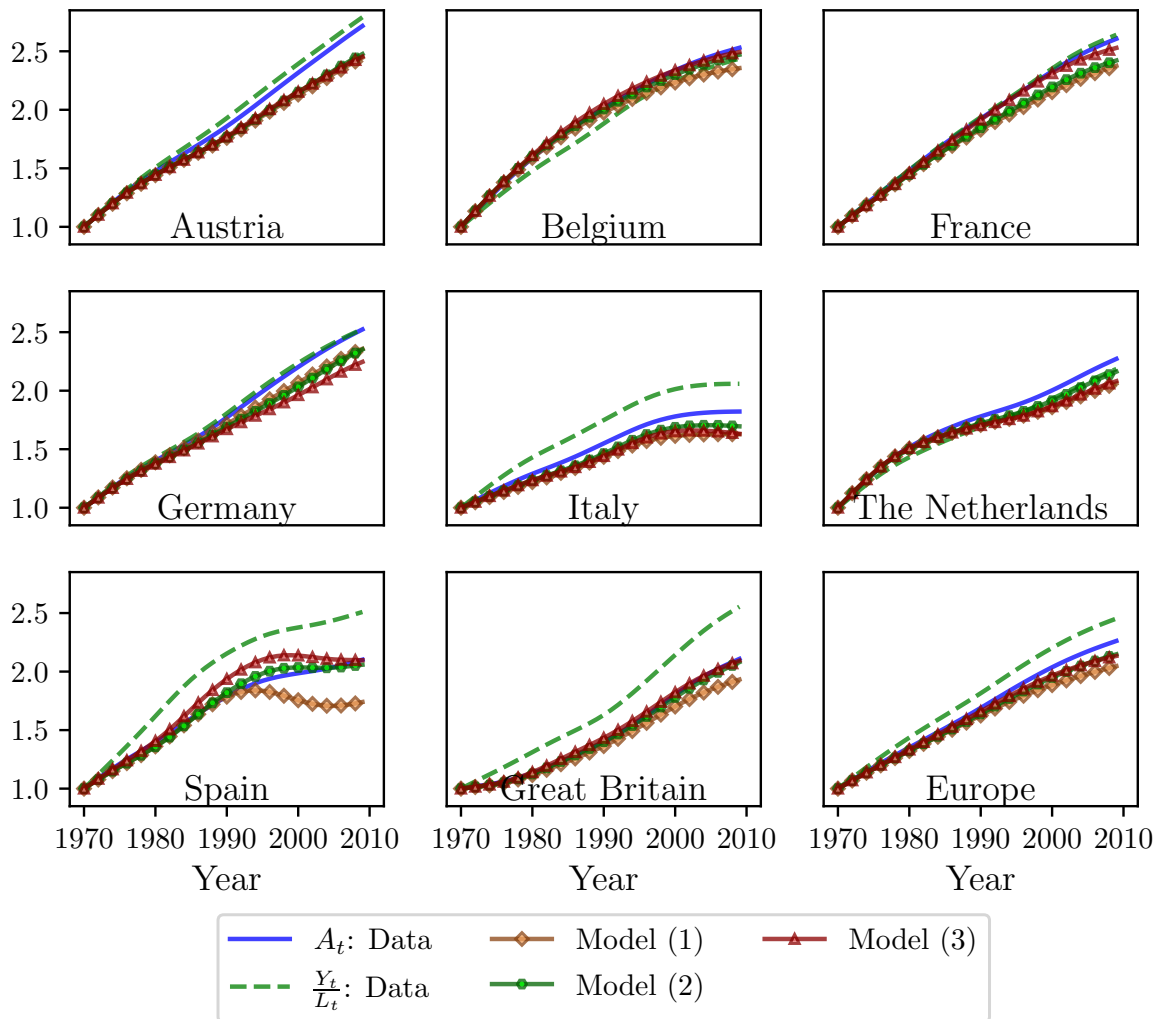 2.5
2.0
1.5
1.0
Austria
Belgium
France
2.5
2.0
1.5
1.0
Germany
Italy
The Netherlands
2.5
2.0
1.5
1.0
Spain
Great Britain
Europe
1970 1980 1990 2000 2010
1970 1980 1990 2000 2010
1970 1980 1990 2000 2010
Year
Year
Year
A_t: Data
Model (1)
Model (3)
Y_t/L_t: Data
Model (2)